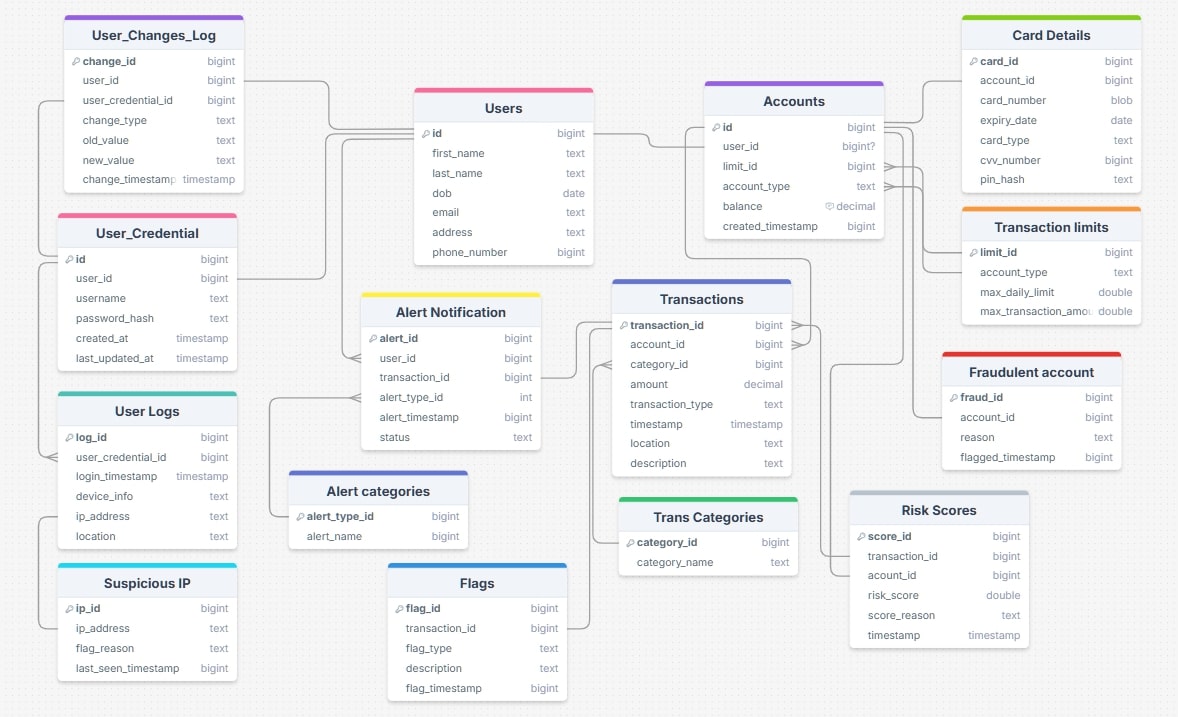 User_Changes_Log
change_id bigint
user_id bigint
user_credential_id bigint
change_type text
old_value text
new_value text
change_timestamp timestamp
User_Credential
id bigint
user_id bigint
username text
password_hash text
created_at timestamp
last_updated_at timestamp
User Logs
log_id bigint
user_credential_id bigint
login_timestamp timestamp
device_info text
ip_address text
location text
Suspicious IP
ip_id bigint
ip_address text
flag_reason text
last_seen_timestamp bigint
Users
id bigint
first_name text
last_name text
dob date
email text
address text
phone_number bigint
Alert Notification
alert_id bigint
user_id bigint
transaction_id bigint
alert_type_id int
alert_timestamp bigint
status text
Alert categories
alert_type_id bigint
alert_name bigint
Flags
flag_id bigint
transaction_id bigint
flag_type text
description text
flag_timestamp bigint
Accounts
id bigint
user_id bigint?
limit_id bigint
account_type text
balance decimal
created_timestamp bigint
Transactions
transaction_id bigint
account_id bigint
category_id bigint
amount decimal
transaction_type text
timestamp timestamp
location text
description text
Trans Categories
category_id bigint
category_name text
Card Details
card_id bigint
account_id bigint
card_number blob
expiry_date date
card_type text
cvv_number bigint
pin_hash text
Transaction limits
limit_id bigint
account_type text
max_daily_limit double
max_transaction_amou double
Fraudulent account
fraud_id bigint
account_id bigint
reason text
flagged_timestamp bigint
Risk Scores
score_id bigint
transaction_id bigint
acount_id bigint
risk_score double
score_reason text
timestamp timestamp